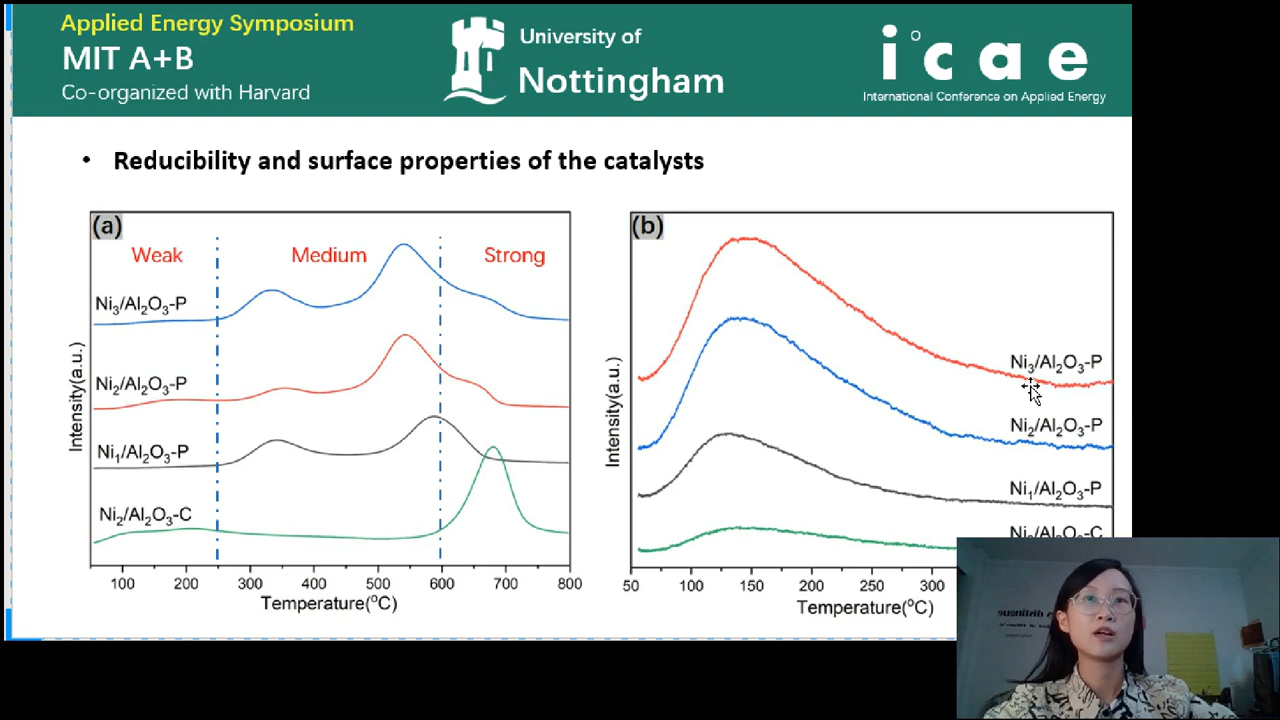 Applied Energy Symposium
MIT A+B
Co-organized with Harvard
University of
Nottingham
i°cae
International Conference on Applied Energy
• Reducibility and surface properties of the catalysts
(a)
Weak
Medium
Strong
Ni₃/Al₂O₃-P
Ni₂/Al₂O₃-P
Ni₁/Al₂O₃-P
Ni₂/Al₂O₃-C
Intensity(a.u.)
100 200 300 400 500 600 700 800
Temperature(°C)
(b)
Ni₃/Al₂O₃-P
Ni₂/Al₂O₃-P
Ni₁/Al₂O₃-P
Intensity(a.u.)
50 100 150 200 250 300
Temperature(°C)